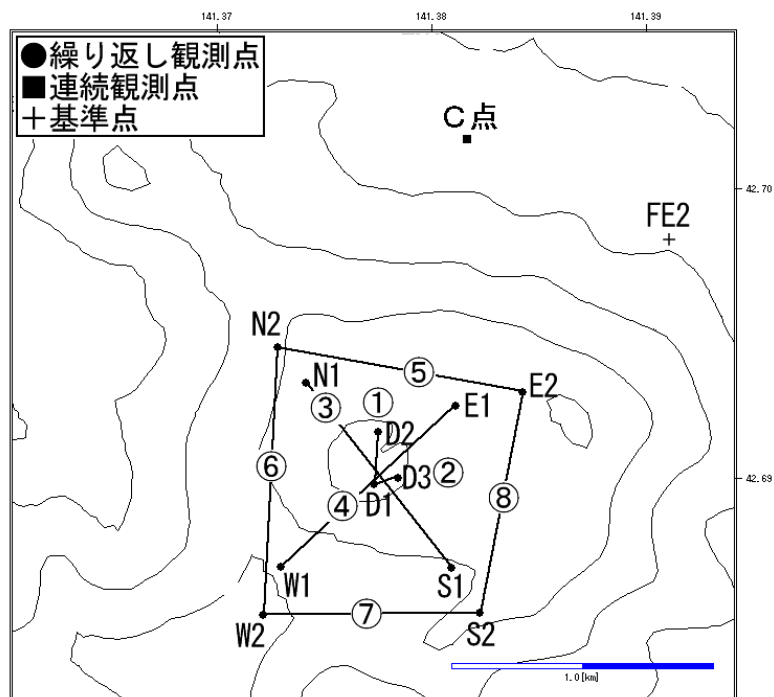 141.37
141.38
141.39
●繰り返し観測点
■連続観測点
＋基準点
C点
42.70
FE2
N2
N1
③
①
⑤
E2
E1
D2
⑥
②
D3
42.69
④
D1
⑧
W1
S1
W2
⑦
S2
1.0[km]